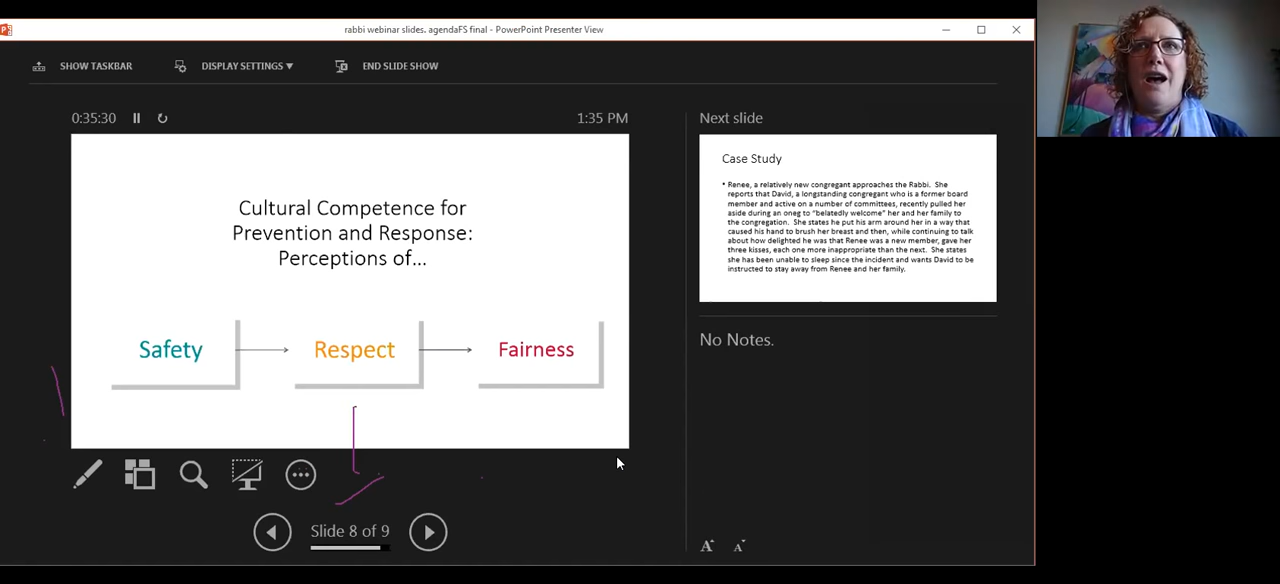 rabbi webinar slides. agendaFS final - PowerPoint Presenter View
SHOW TASKBAR
DISPLAY SETTINGS ▼
END SLIDE SHOW
0:35:30
1:35 PM
Cultural Competence for
Prevention and Response:
Perceptions of...
Safety
Respect
Fairness
Slide 8 of 9
Next slide
Case Study
• Renee, a relatively new congregant approaches the Rabbi. She
reports that David, a longstanding congregant who is a former board
member and active on a number of committees, recently pulled her
aside during an oneg to "belatedly welcome" her and her family to
the congregation. She states he put his arm around her in a way that
caused his hand to brush her breast and then, while continuing to talk
about how delighted he was that Renee was a new member, gave her
three kisses, each one more inappropriate than the next. She states
she has been unable to sleep since the incident and wants David to be
instructed to stay away from Renee and her family.
No Notes.
A A